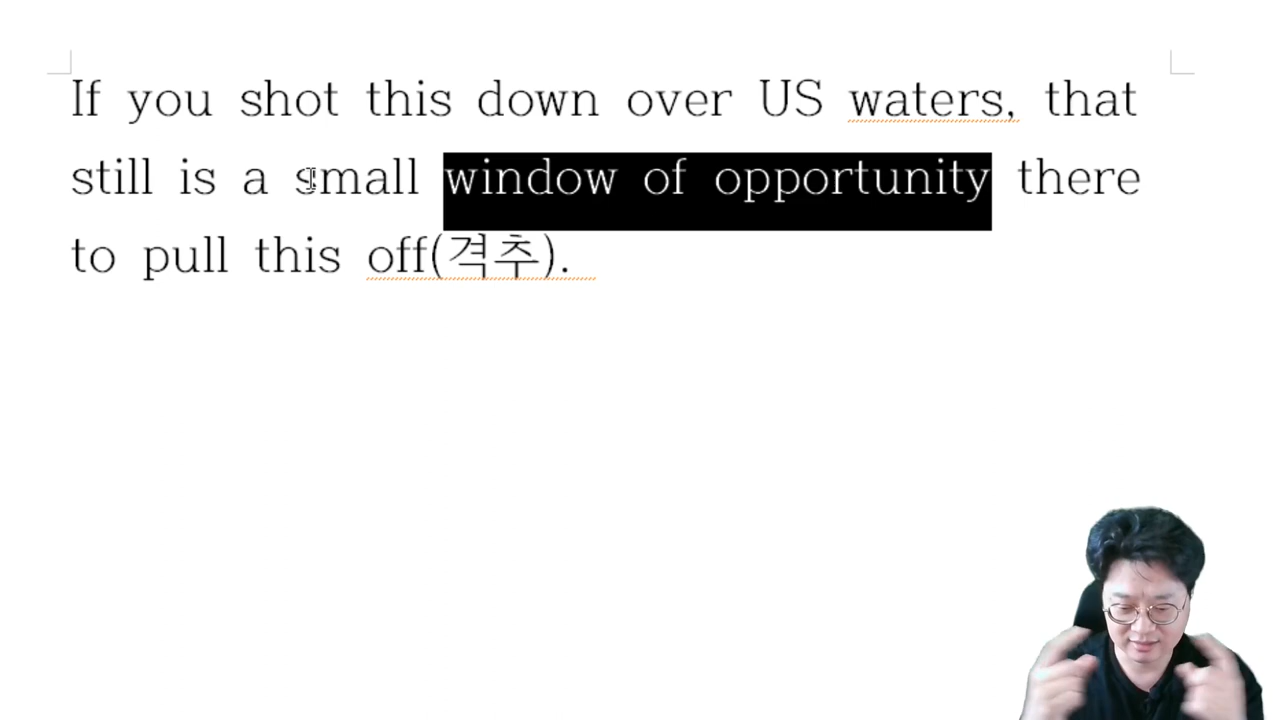 If you shot this down over US waters, that
still is a small window of opportunity there
to pull this off(격추).